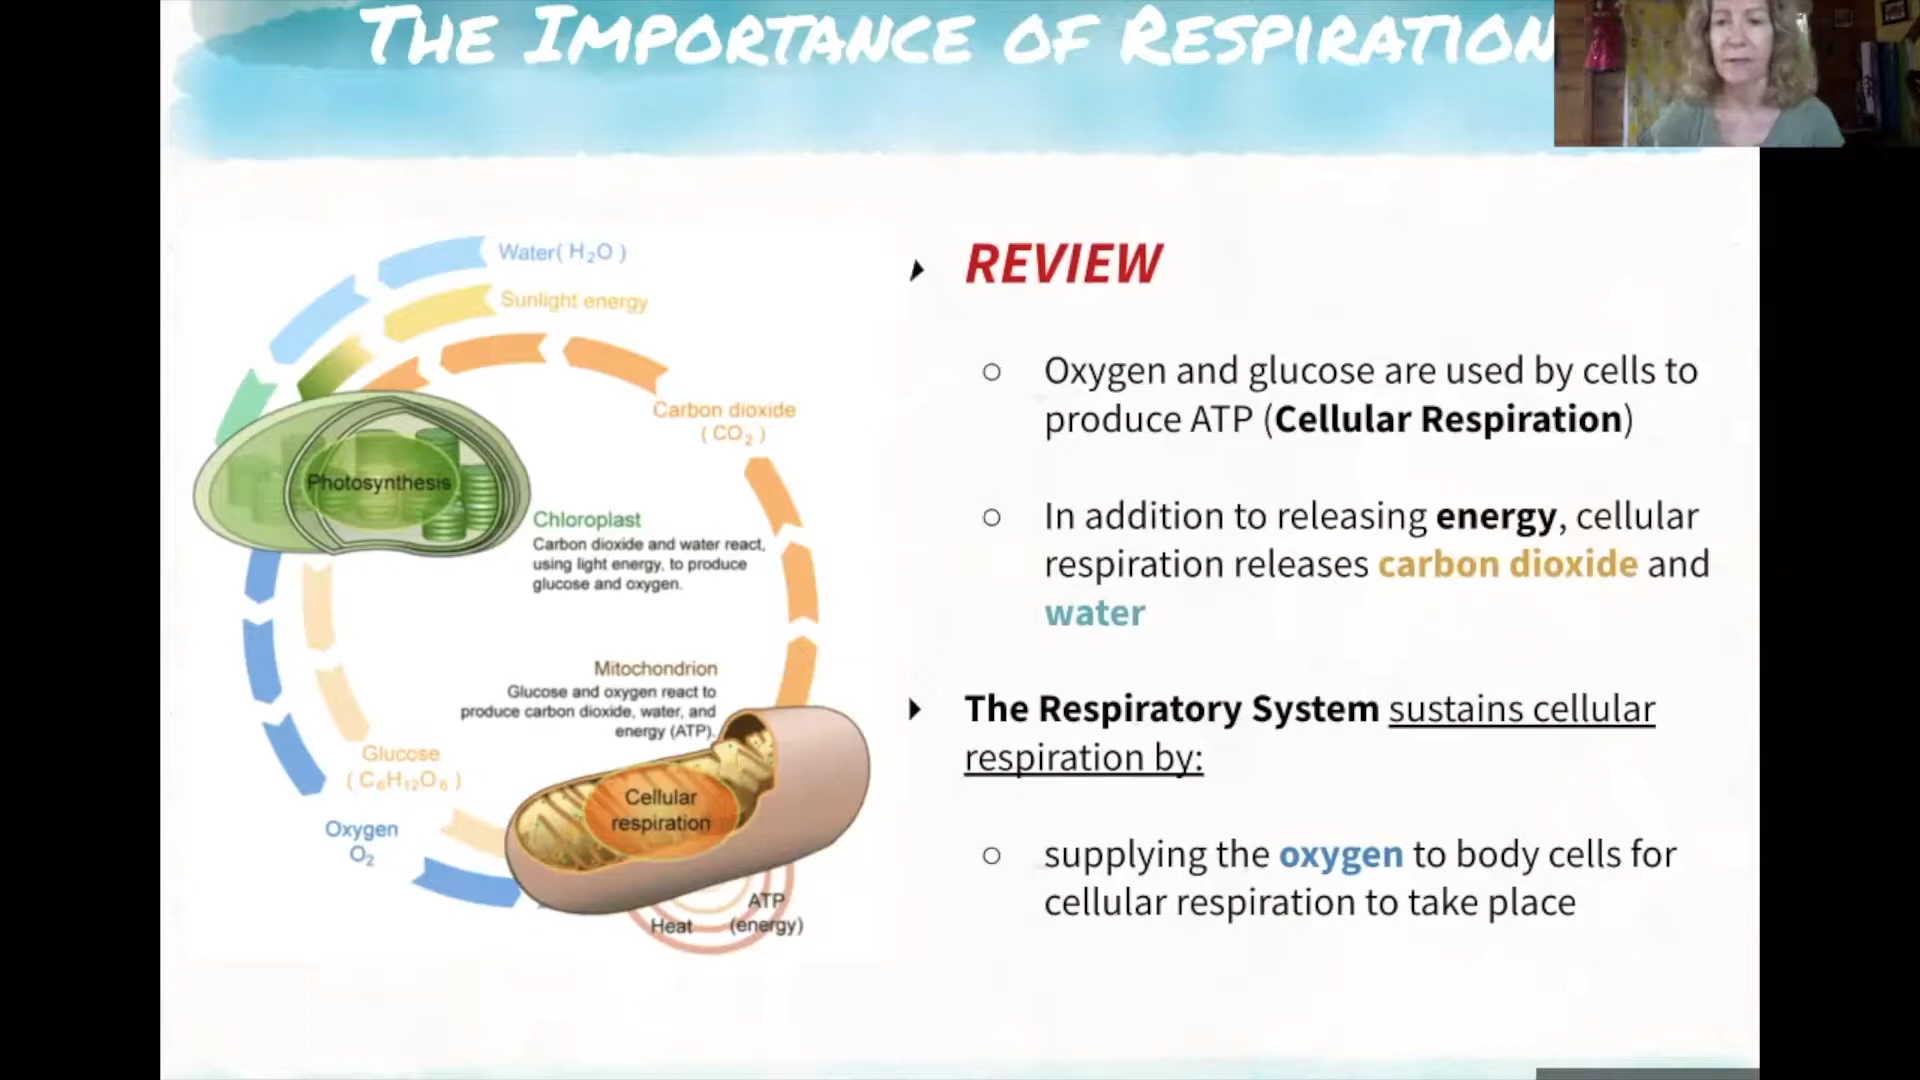 The Importance of Respiration
Water( H₂O )
Sunlight energy
Carbon dioxide
( CO₂ )
Photosynthesis
Chloroplast
Carbon dioxide and water react,
using light energy, to produce
glucose and oxygen.
Mitochondrion
Glucose and oxygen react to
produce carbon dioxide, water, and
energy (ATP).
Glucose
( C₆H₁₂O₆ )
Oxygen
O₂
Cellular
respiration
Heat
ATP
(energy)
REVIEW
Oxygen and glucose are used by cells to
produce ATP (Cellular Respiration)
In addition to releasing energy, cellular
respiration releases carbon dioxide and
water
The Respiratory System sustains cellular
respiration by:
supplying the oxygen to body cells for
cellular respiration to take place